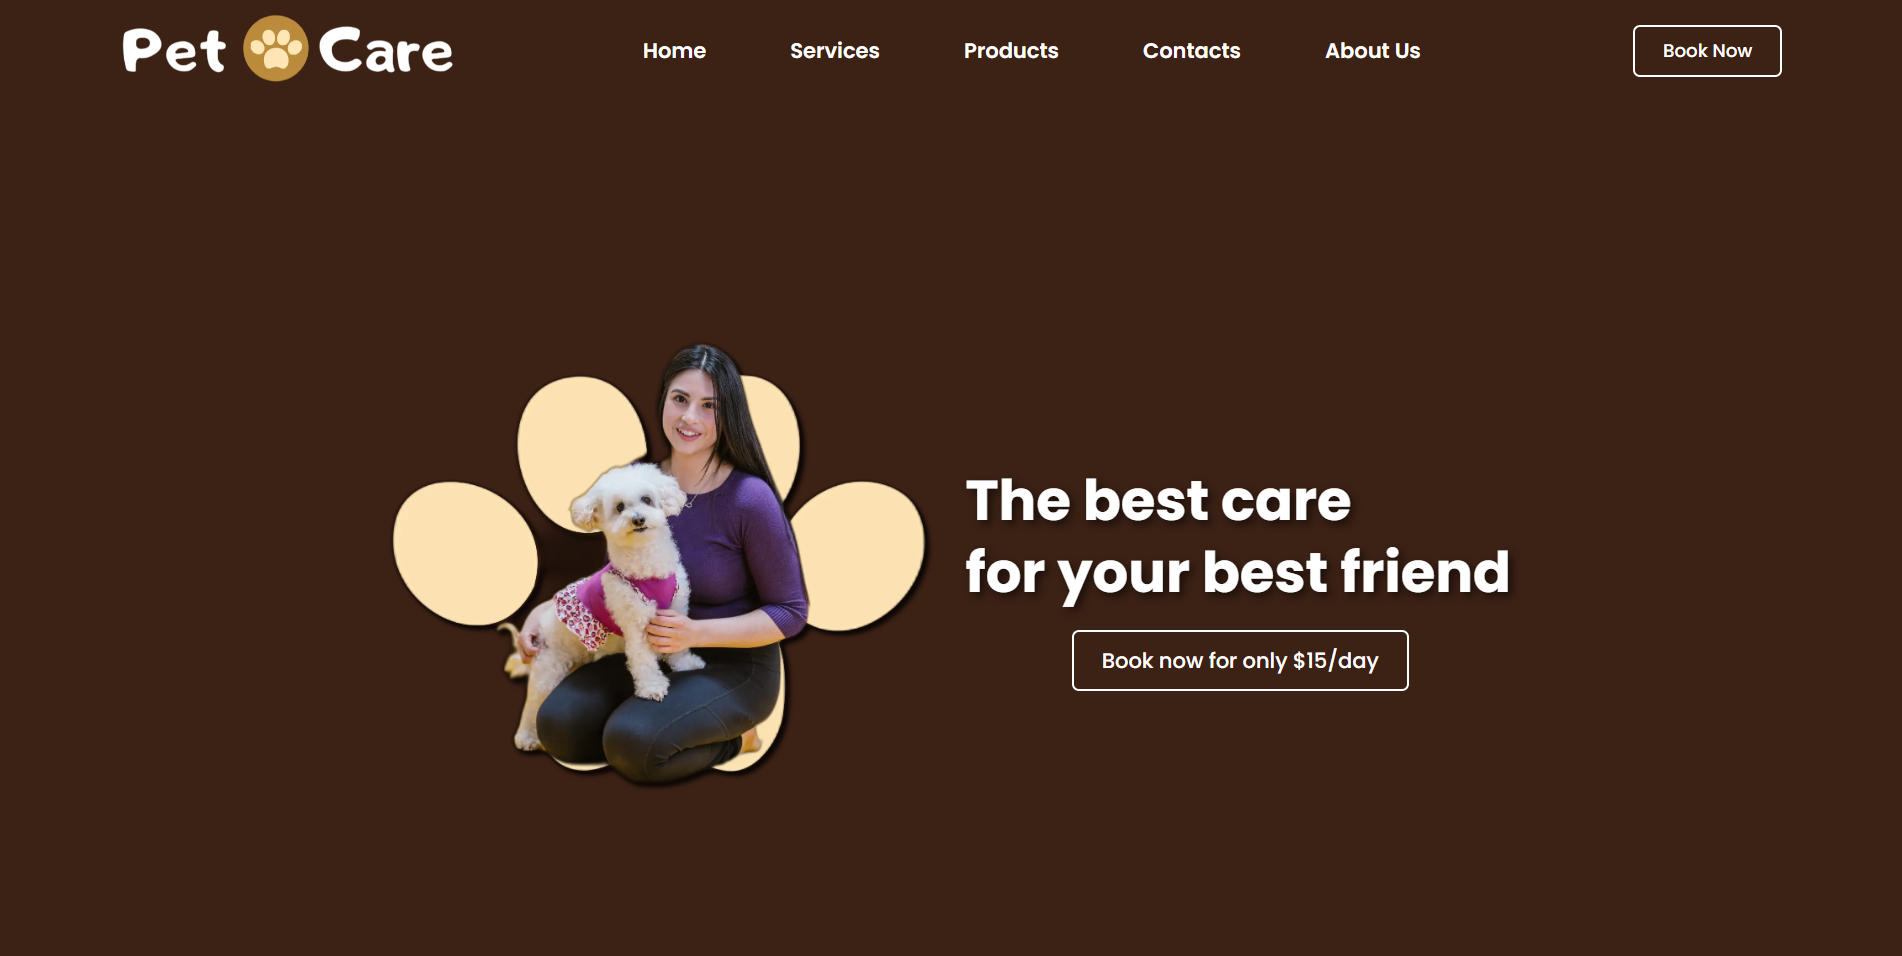 Pet Care
Home
Services
Products
Contacts
About Us
Book Now
The best care
for your best friend
Book now for only $15/day